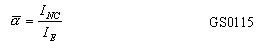 ᾱ = I_NC / I_E GS0115